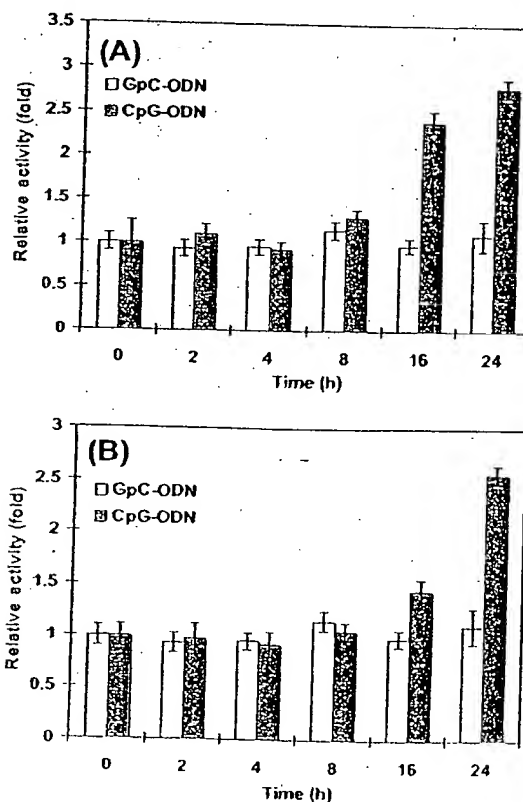 (A)
GpC-ODN
CpG-ODN
Relative activity (fold)
3.5
3
2.5
2
1.5
1
0.5
0
0 2 4 8 16 24
Time (h)
(B)
GpC-ODN
CpG-ODN
Relative activity (fold)
3
2.5
2
1.5
1
0.5
0
0 2 4 8 16 24
Time (h)